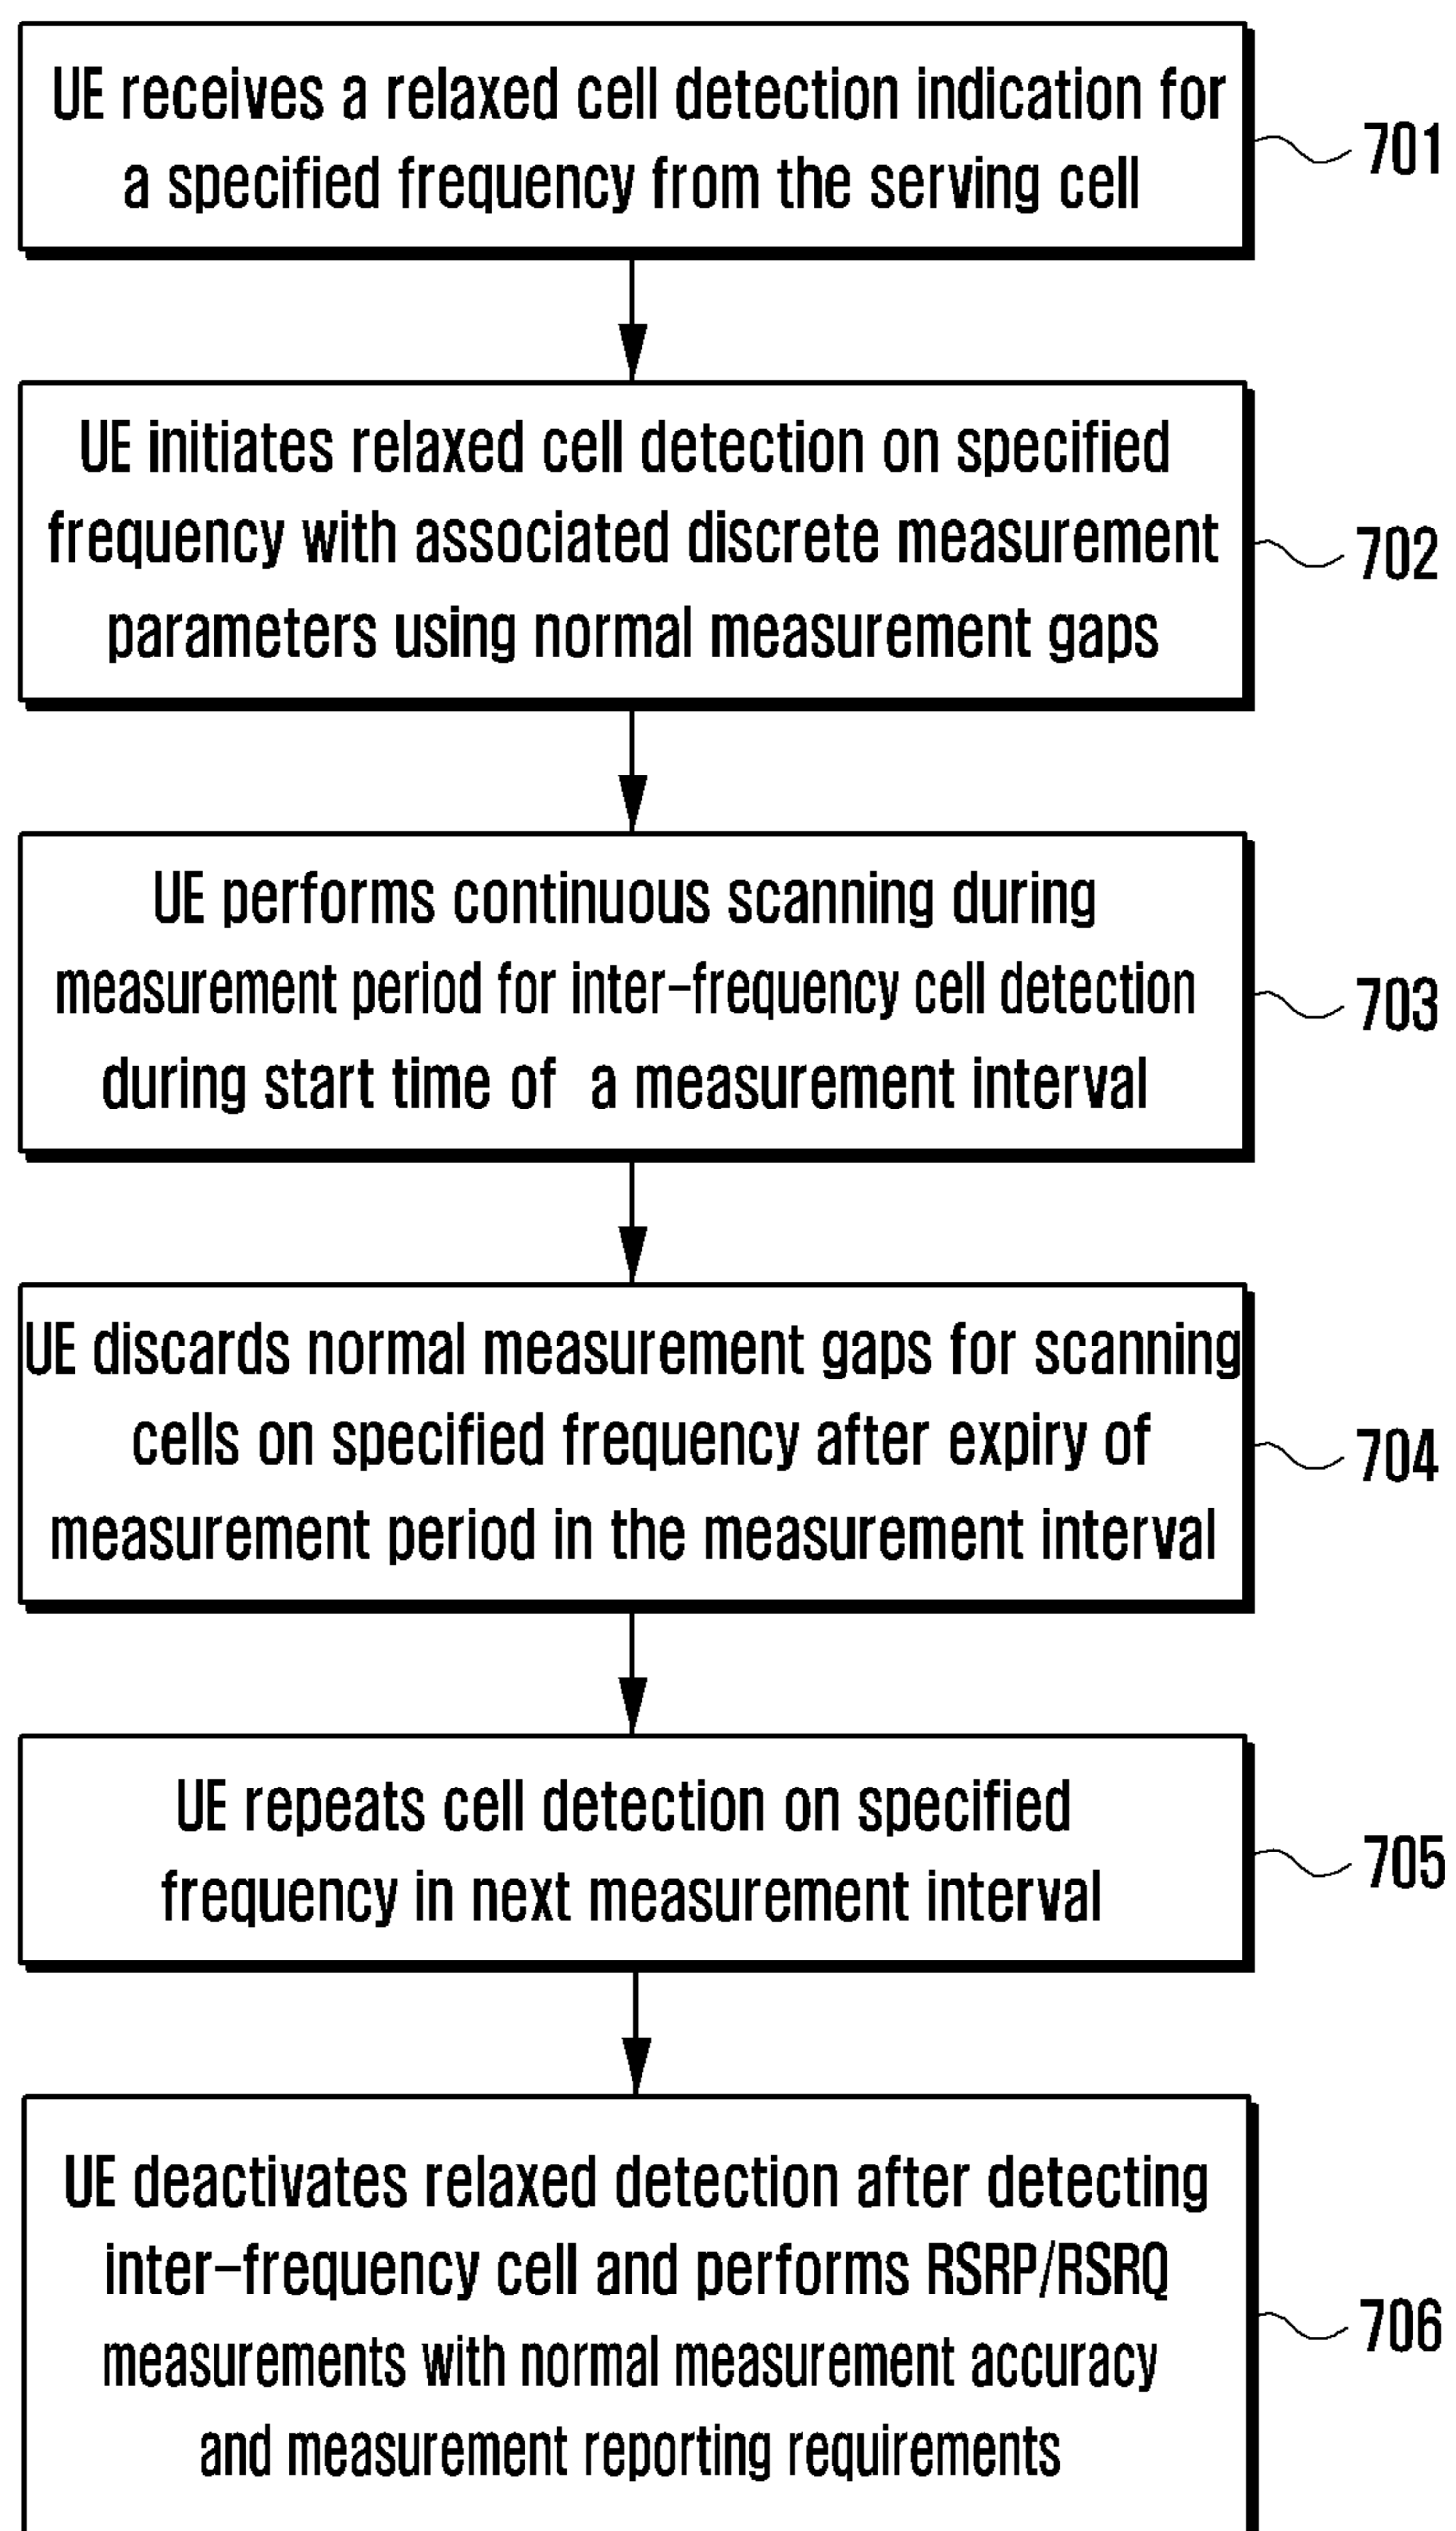 UE receives a relaxed cell detection indication for
a specified frequency from the serving cell
701
UE initiates relaxed cell detection on specified
frequency with associated discrete measurement
parameters using normal measurement gaps
702
UE performs continuous scanning during
measurement period for inter-frequency cell detection
during start time of a measurement interval
703
UE discards normal measurement gaps for scanning
cells on specified frequency after expiry of
measurement period in the measurement interval
704
UE repeats cell detection on specified
frequency in next measurement interval
705
UE deactivates relaxed detection after detecting
inter-frequency cell and performs RSRP/RSRQ
measurements with normal measurement accuracy
and measurement reporting requirements
706